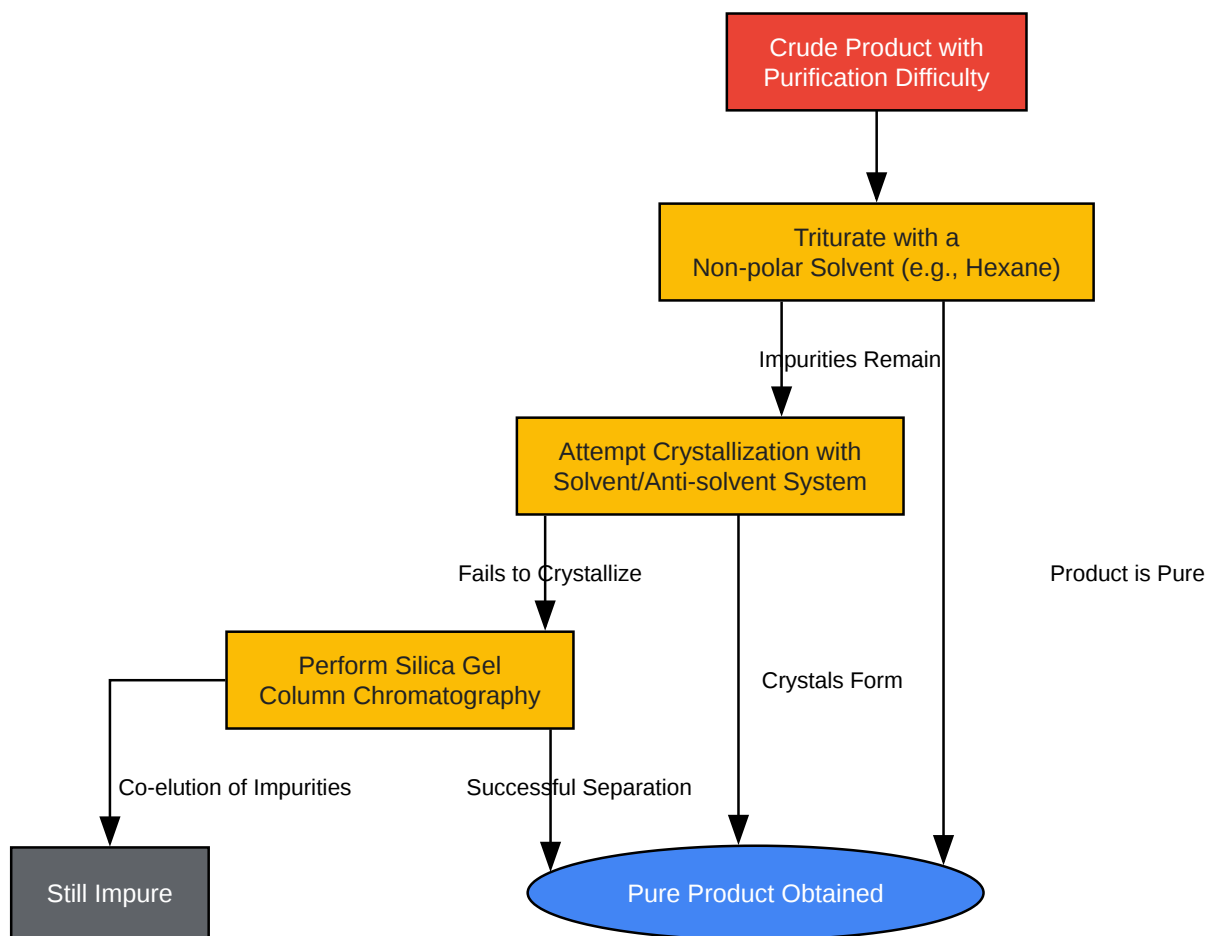 Crude Product with
Purification Difficulty
Triturate with a
Non-polar Solvent (e.g., Hexane)
Impurities Remain
Attempt Crystallization with
Solvent/Anti-solvent System
Fails to Crystallize
Product is Pure
Perform Silica Gel
Column Chromatography
Crystals Form
Co-elution of Impurities
Successful Separation
Still Impure
Pure Product Obtained